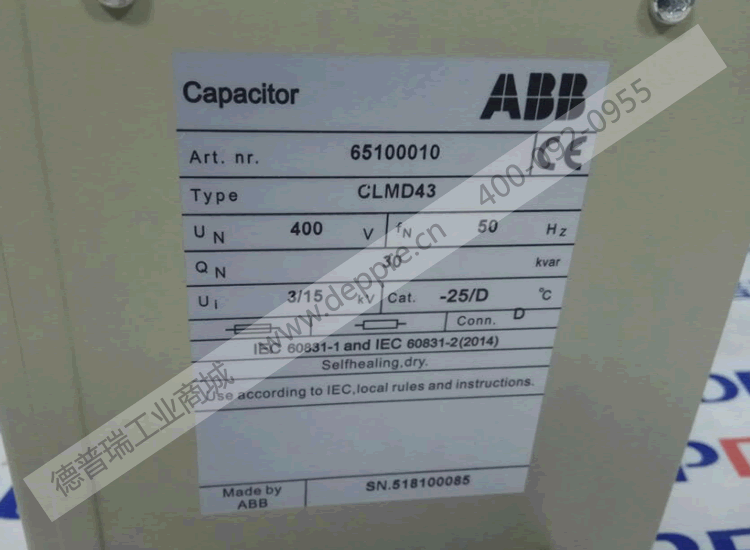 Capacitor ABB
Art. nr. 65100010 CE
Type CLMD43
U N 400 V f N 50 Hz
Q N 30 kvar
U i 3/15 kV Cat. -25/D °C
Conn. D
IEC 60831-1 and IEC 60831-2(2014)
Selfhealing,dry.
Use according to IEC,local rules and instructions.
Made by
ABB
SN.518100085
德普瑞工业商城 www.deppre.cn 400-092-0955